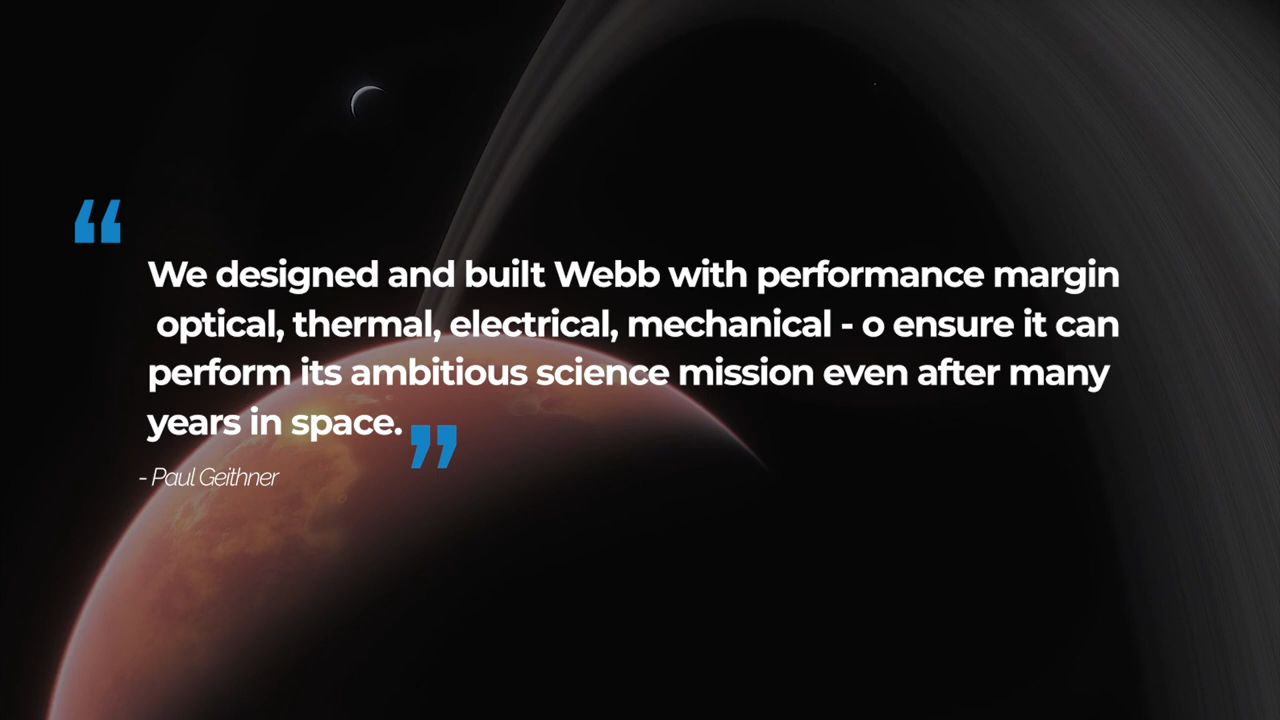 “
We designed and built Webb with performance margin
optical, thermal, electrical, mechanical - o ensure it can
perform its ambitious science mission even after many
years in space. ”
- Paul Geithner